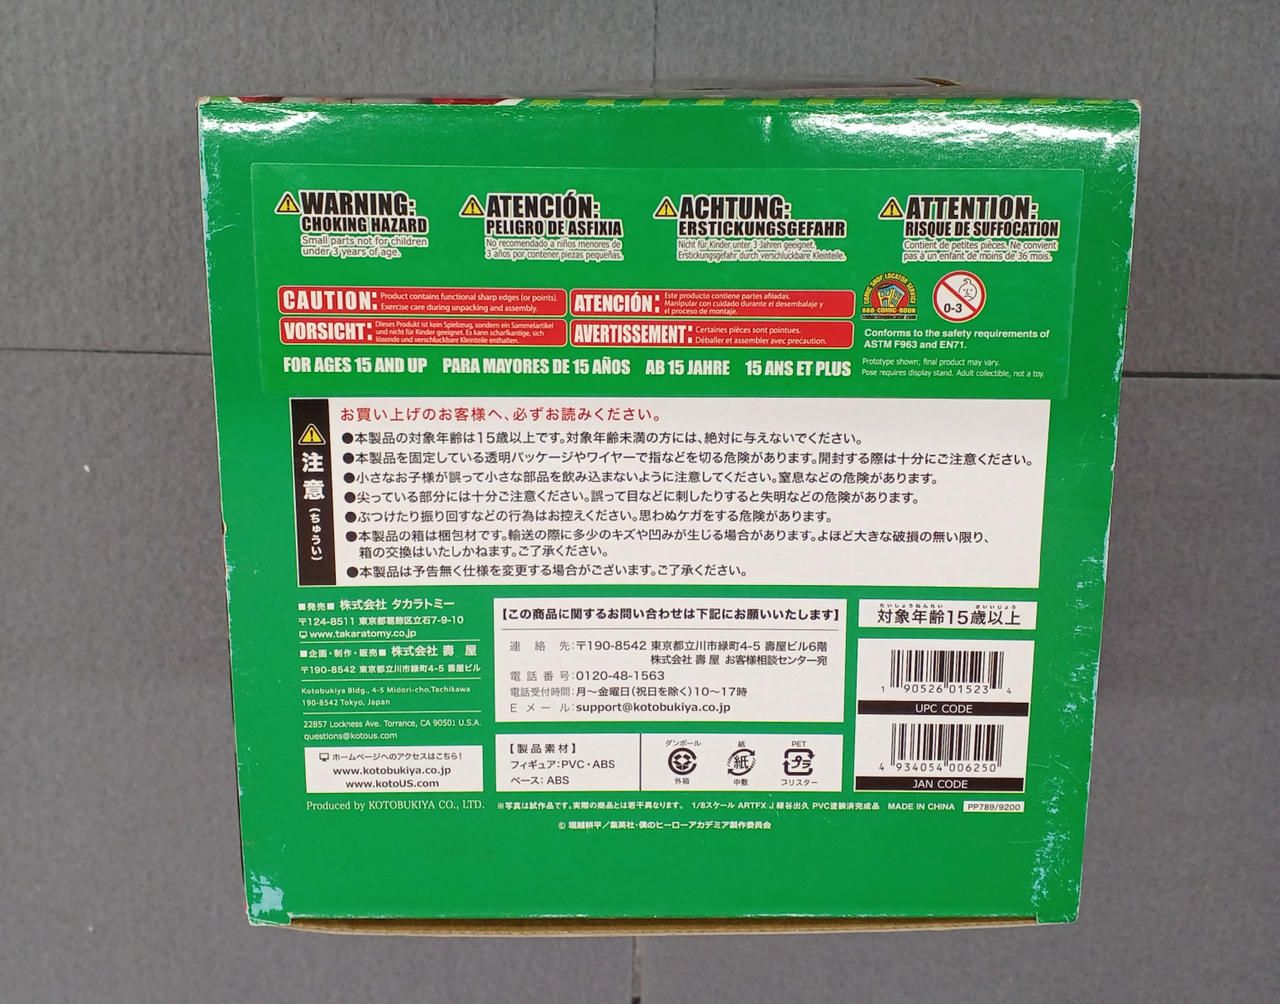 WARNING:
CHOKING HAZARD
Small parts not for children
under 3 years of age.
ATENCIÓN:
PELIGRO DE ASFIXIA
No recomendado a niños menores de
3 años por contener piezas pequeñas.
ACHTUNG:
ERSTICKUNGSGEFAHR
Nicht für Kinder unter 3 Jahren geeignet.
Erstickungsgefahr durch verschluckbare Kleinteile.
ATTENTION:
RISQUE DE SUFFOCATION
Contient de petites pièces. Ne convient
pas à un enfant de moins de 36 mois.
CAUTION: Product contains functional sharp edges (or points).
Exercise care during unpacking and assembly.
ATENCIÓN: Este producto contiene partes afiladas.
Manipular con cuidado durante el desembalaje y
el proceso de montaje.
VORSICHT: Dieses Produkt ist kein Spielzeug, sondern ein Sammelartikel
und nicht für Kinder geeignet. Es kann scharfkantige, sich
lösende und verschluckbare Kleinteile enthalten.
AVERTISSEMENT: Certaines pièces sont pointues.
Déballer et assembler avec précaution.
COMIC SHOP LOCATOR SERVICE
888-COMIC-BOOK
0-3
Conforms to the safety requirements of
ASTM F963 and EN71.
FOR AGES 15 AND UP PARA MAYORES DE 15 AÑOS AB 15 JAHRE 15 ANS ET PLUS
Prototype shown; final product may vary.
Pose requires display stand. Adult collectible, not a toy.
注意(ちゅうい)
お買い上げのお客様へ、必ずお読みください。
●本製品の対象年齢は15歳以上です。対象年齢未満の方には、絶対に与えないでください。
●本製品を固定している透明パッケージやワイヤーで指などを切る危険があります。開封する際は十分にご注意ください。
●小さなお子様が誤って小さな部品を飲み込まないように注意してください。窒息などの危険があります。
●尖っている部分には十分ご注意ください。誤って目などに刺したりすると失明などの危険があります。
●ぶつけたり振り回すなどの行為はお控えください。思わぬケガをする危険があります。
●本製品の箱は梱包材です。輸送の際に多少のキズや凹みが生じる場合があります。よほど大きな破損の無い限り、
箱の交換はいたしかねます。ご了承ください。
●本製品は予告無く仕様を変更する場合がございます。ご了承ください。
■発売■ 株式会社 タカラトミー
〒124-8511 東京都葛飾区立石7-9-10
www.takaratomy.co.jp
■企画・制作・販売■ 株式会社 壽 屋
〒190-8542 東京都立川市緑町4-5 壽屋ビル
Kotobukiya Bldg., 4-5 Midori-cho,Tachikawa
190-8542 Tokyo, Japan
22857 Lockness Ave. Torrance, CA 90501 U.S.A.
questions@kotous.com
ホームページへのアクセスはこちら!
www.kotobukiya.co.jp
www.kotoUS.com
Produced by KOTOBUKIYA CO., LTD.
【この商品に関するお問い合わせは下記にお願いいたします】
連 絡 先:〒190-8542 東京都立川市緑町4-5 壽屋ビル6階
株式会社 壽 屋 お客様相談センター宛
電 話 番 号:0120-48-1563
電話受付時間:月~金曜日(祝日を除く)10~17時
E メ ー ル:support@kotobukiya.co.jp
【製品素材】
フィギュア:PVC・ABS
ベース:ABS
ダンボール
外箱
紙
紙
中敷
PET
1
ブリスター
たいしょうねんれい さいいじょう
対象年齢15歳以上
1 90526 01523 4
UPC CODE
4 934054 006250
JAN CODE
※写真は試作品です。実際の商品とは若干異なります。 1/8スケール ARTFX J 緑谷出久 PVC塗装済完成品 MADE IN CHINA PP789/9200
© 堀越耕平/集英社・僕のヒーローアカデミア製作委員会